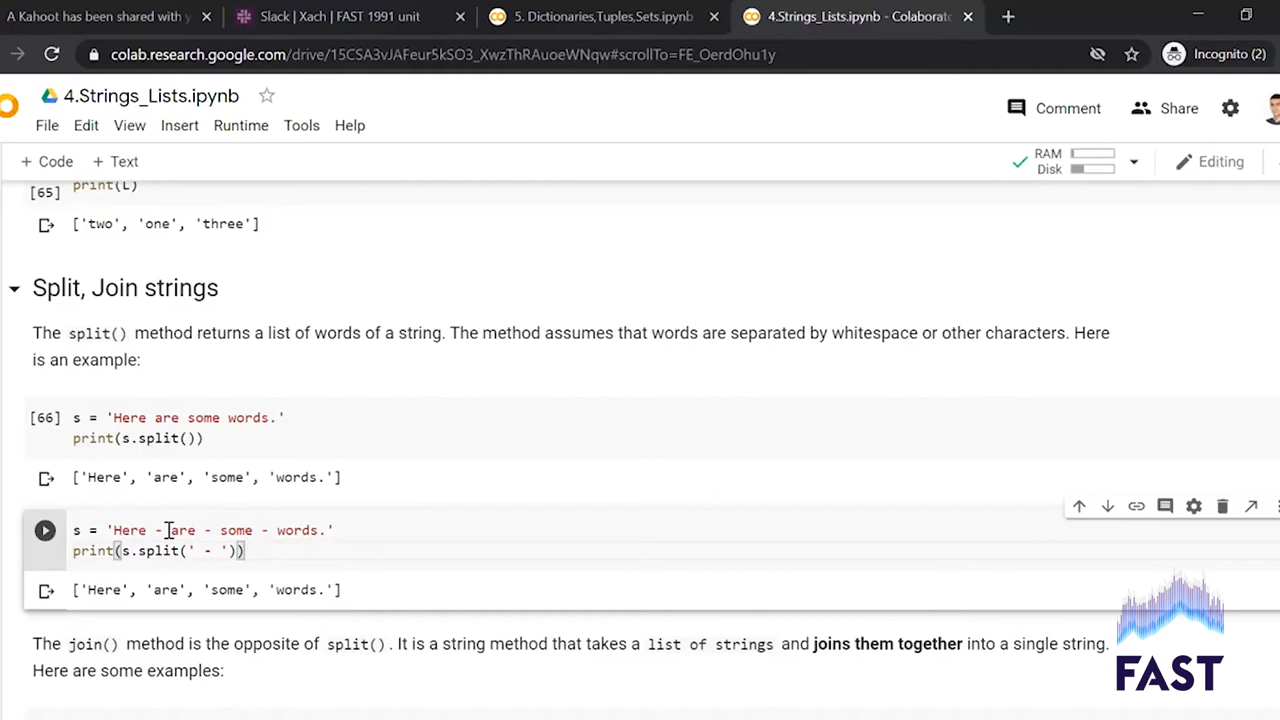 A Kahoot has been shared with y
Slack | Xach | FAST 1991 unit
5. Dictionaries,Tuples,Sets.ipynb
4.Strings_Lists.ipynb - Colaborat
colab.research.google.com/drive/15CSA3vJAFeur5kSO3_XwzThRAuoeWNqw#scrollTo=FE_OerdOhu1y
Incognito (2)
4.Strings_Lists.ipynb
Comment
Share
File Edit View Insert Runtime Tools Help
+ Code + Text
RAM
Disk
Editing
[65] print(L)
['two', 'one', 'three']
Split, Join strings
The split() method returns a list of words of a string. The method assumes that words are separated by whitespace or other characters. Here
is an example:
[66] s = 'Here are some words.'
print(s.split())
['Here', 'are', 'some', 'words.']
s = 'Here - are - some - words.'
print(s.split(' - '))
['Here', 'are', 'some', 'words.']
The join() method is the opposite of split(). It is a string method that takes a list of strings and joins them together into a single string.
Here are some examples:
FAST